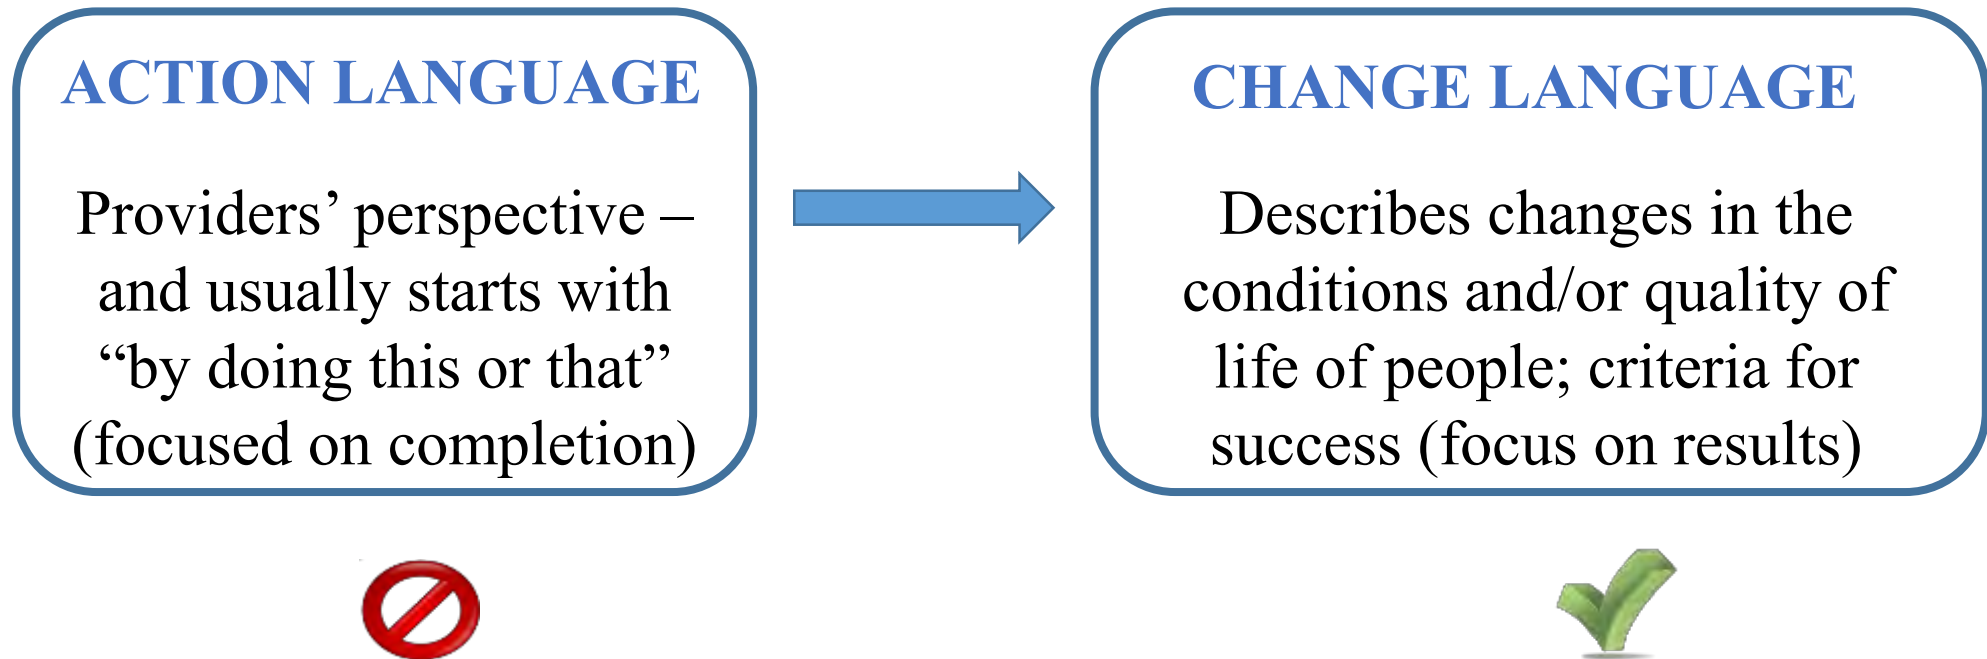 ACTION LANGUAGE
Providers’ perspective –
and usually starts with
“by doing this or that”
(focused on completion)
CHANGE LANGUAGE
Describes changes in the
conditions and/or quality of
life of people; criteria for
success (focus on results)